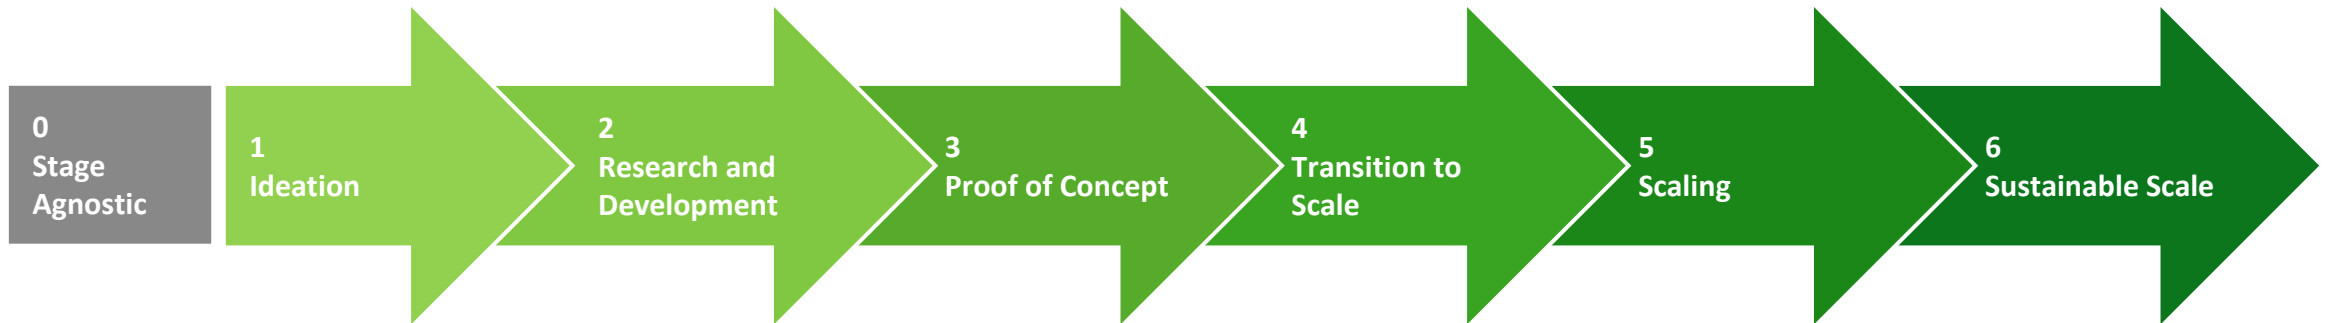 0
Stage
Agnostic
1
Ideation
2
Research and
Development
3
Proof of Concept
4
Transition to
Scale
5
Scaling
6
Sustainable Scale